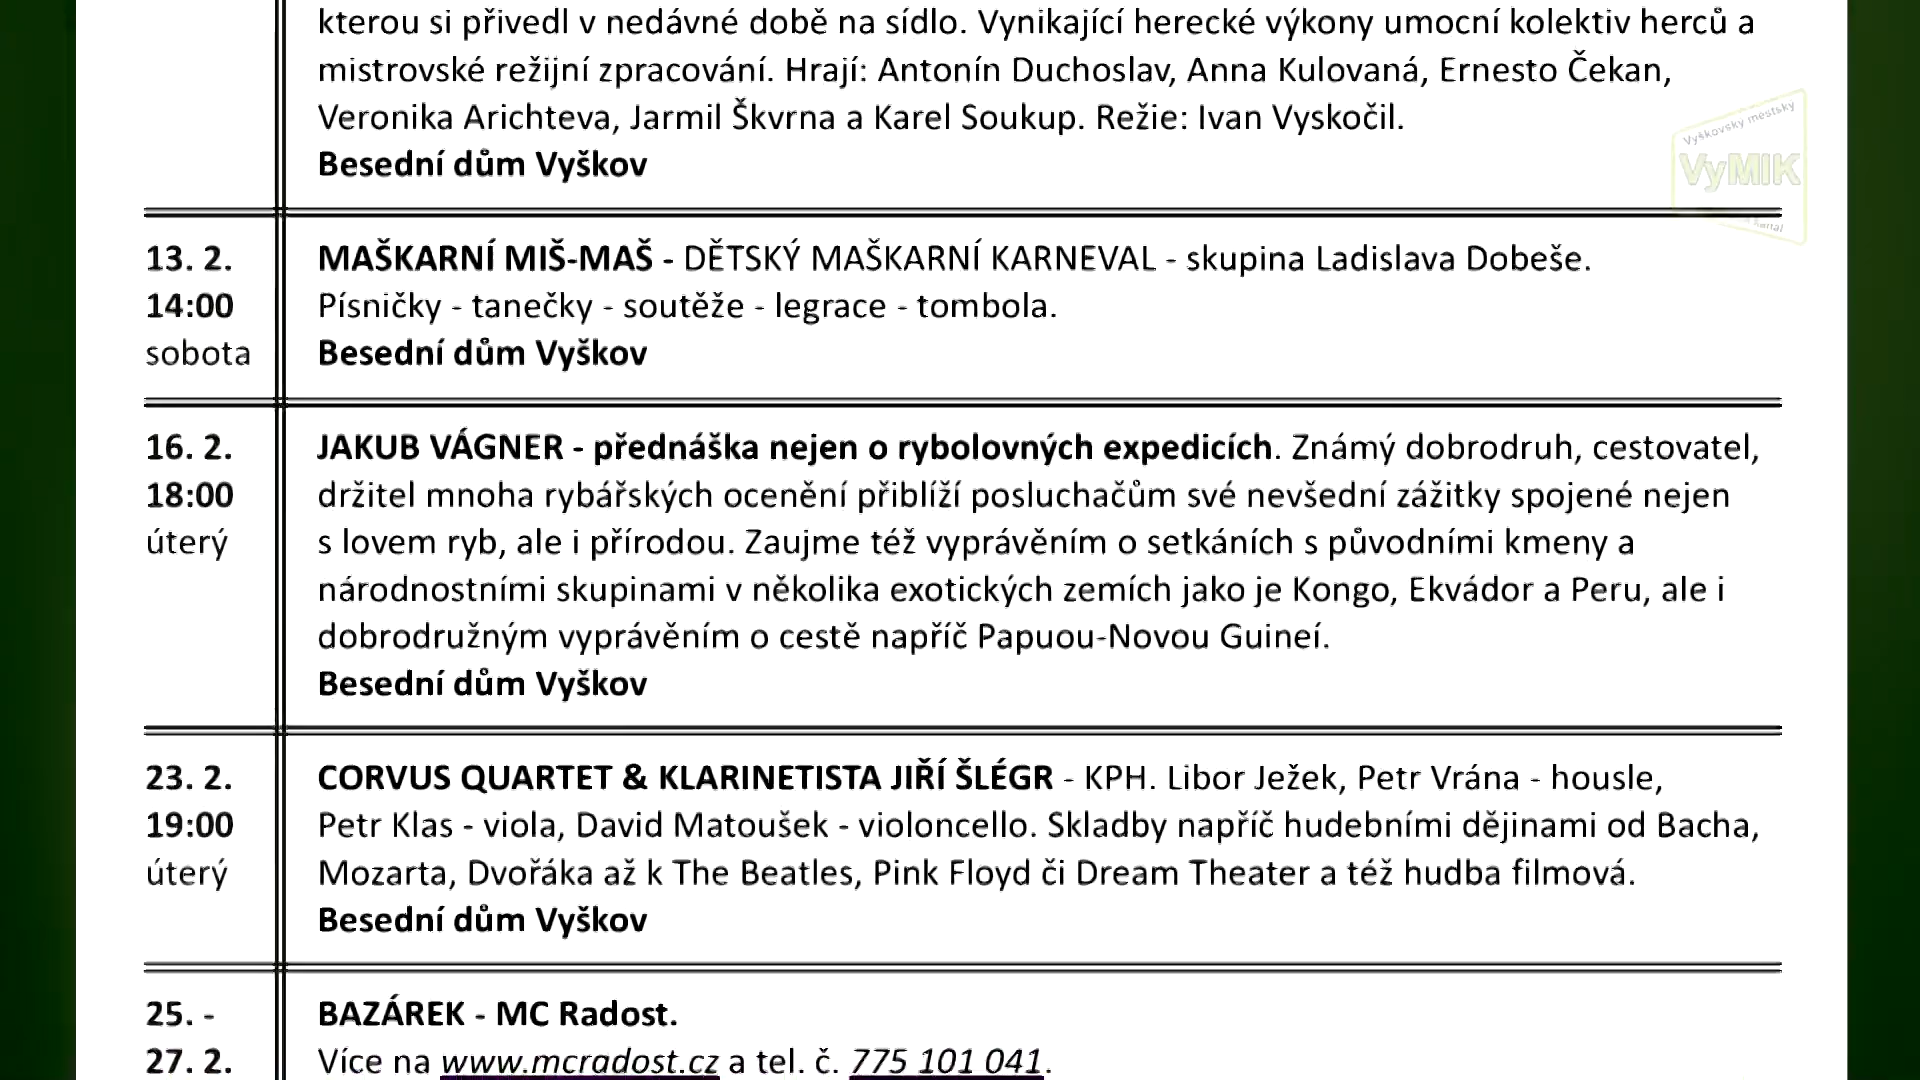 kterou si přivedl v nedávné době na sídlo. Vynikající herecké výkony umocní kolektiv herců a
mistrovské režijní zpracování. Hrají: Antonín Duchoslav, Anna Kulovaná, Ernesto Čekan,
Veronika Arichteva, Jarmil Škvrna a Karel Soukup. Režie: Ivan Vyskočil.
Besední dům Vyškov
Vyškovský městský
VyMIK
kanál
13. 2.
14:00
sobota
MAŠKARNÍ MIŠ-MAŠ - DĚTSKÝ MAŠKARNÍ KARNEVAL - skupina Ladislava Dobeše.
Písničky - tanečky - soutěže - legrace - tombola.
Besední dům Vyškov
16. 2.
18:00
úterý
JAKUB VÁGNER - přednáška nejen o rybolovných expedicích. Známý dobrodruh, cestovatel,
držitel mnoha rybářských ocenění přiblíží posluchačům své nevšední zážitky spojené nejen
s lovem ryb, ale i přírodou. Zaujme též vyprávěním o setkáních s původními kmeny a
národnostními skupinami v několika exotických zemích jako je Kongo, Ekvádor a Peru, ale i
dobrodružným vyprávěním o cestě napříč Papuou-Novou Guineí.
Besední dům Vyškov
23. 2.
19:00
úterý
CORVUS QUARTET & KLARINETISTA JIŘÍ ŠLÉGR - KPH. Libor Ježek, Petr Vrána - housle,
Petr Klas - viola, David Matoušek - violoncello. Skladby napříč hudebními dějinami od Bacha,
Mozarta, Dvořáka až k The Beatles, Pink Floyd či Dream Theater a též hudba filmová.
Besední dům Vyškov
25. -
27. 2.
BAZÁREK - MC Radost.
Více na www.mcradost.cz a tel. č. 775 101 041.